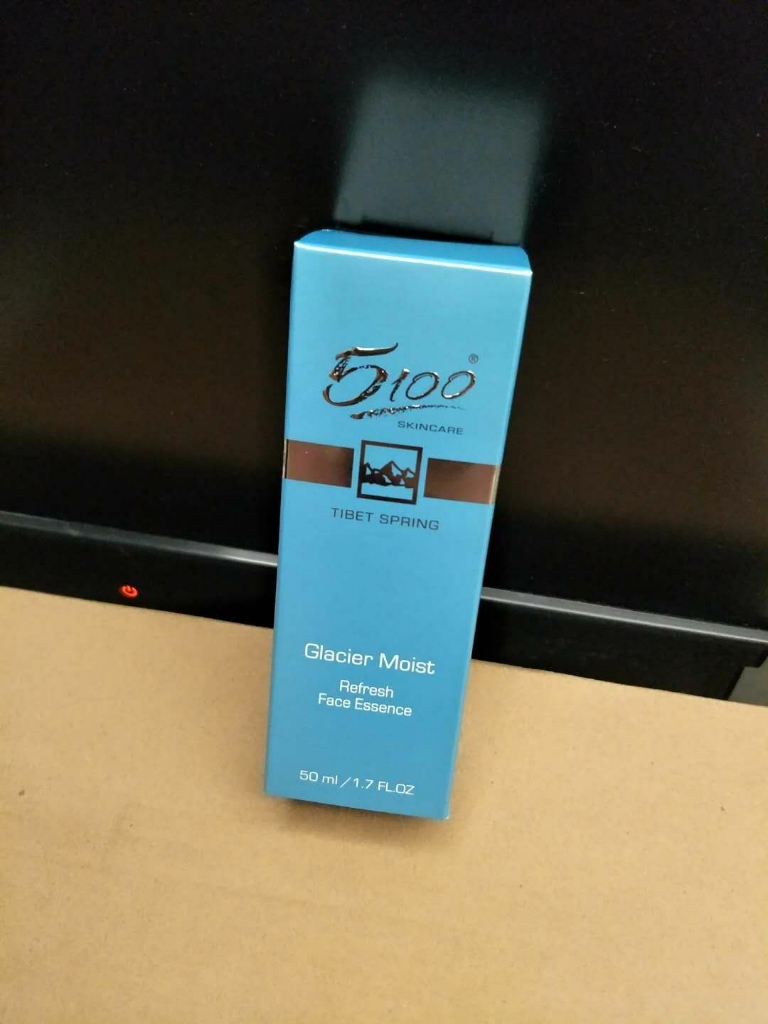 5100®
SKINCARE
TIBET SPRING
Glacier Moist
Refresh
Face Essence
50 ml / 1.7 FL.OZ